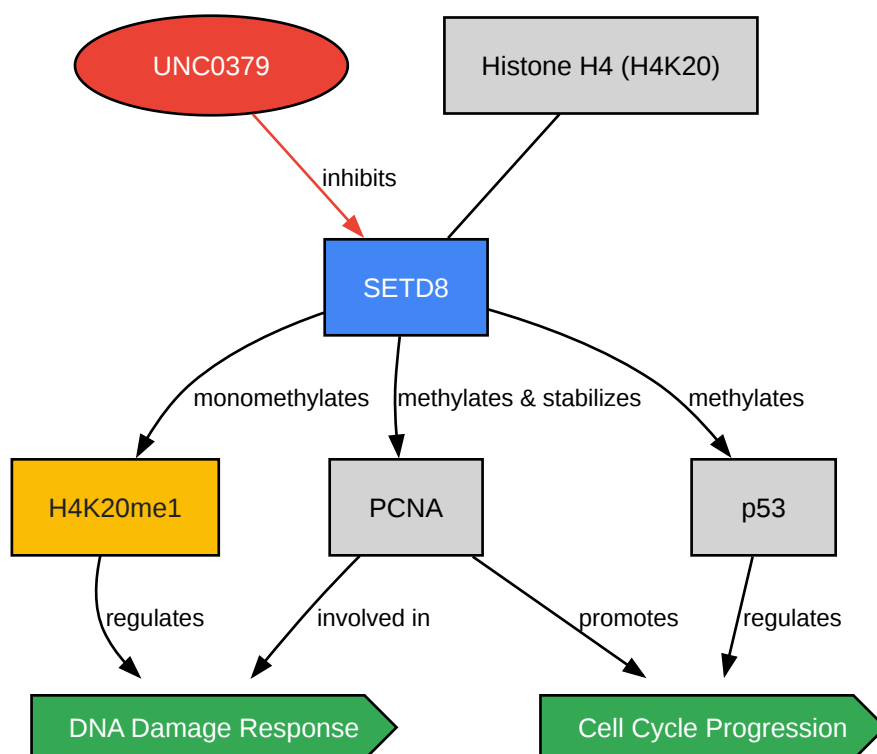 UNC0379
Histone H4 (H4K20)
inhibits
SETD8
monomethylates
methylates & stabilizes
methylates
H4K20me1
PCNA
p53
regulates
involved in
promotes
regulates
DNA Damage Response
Cell Cycle Progression